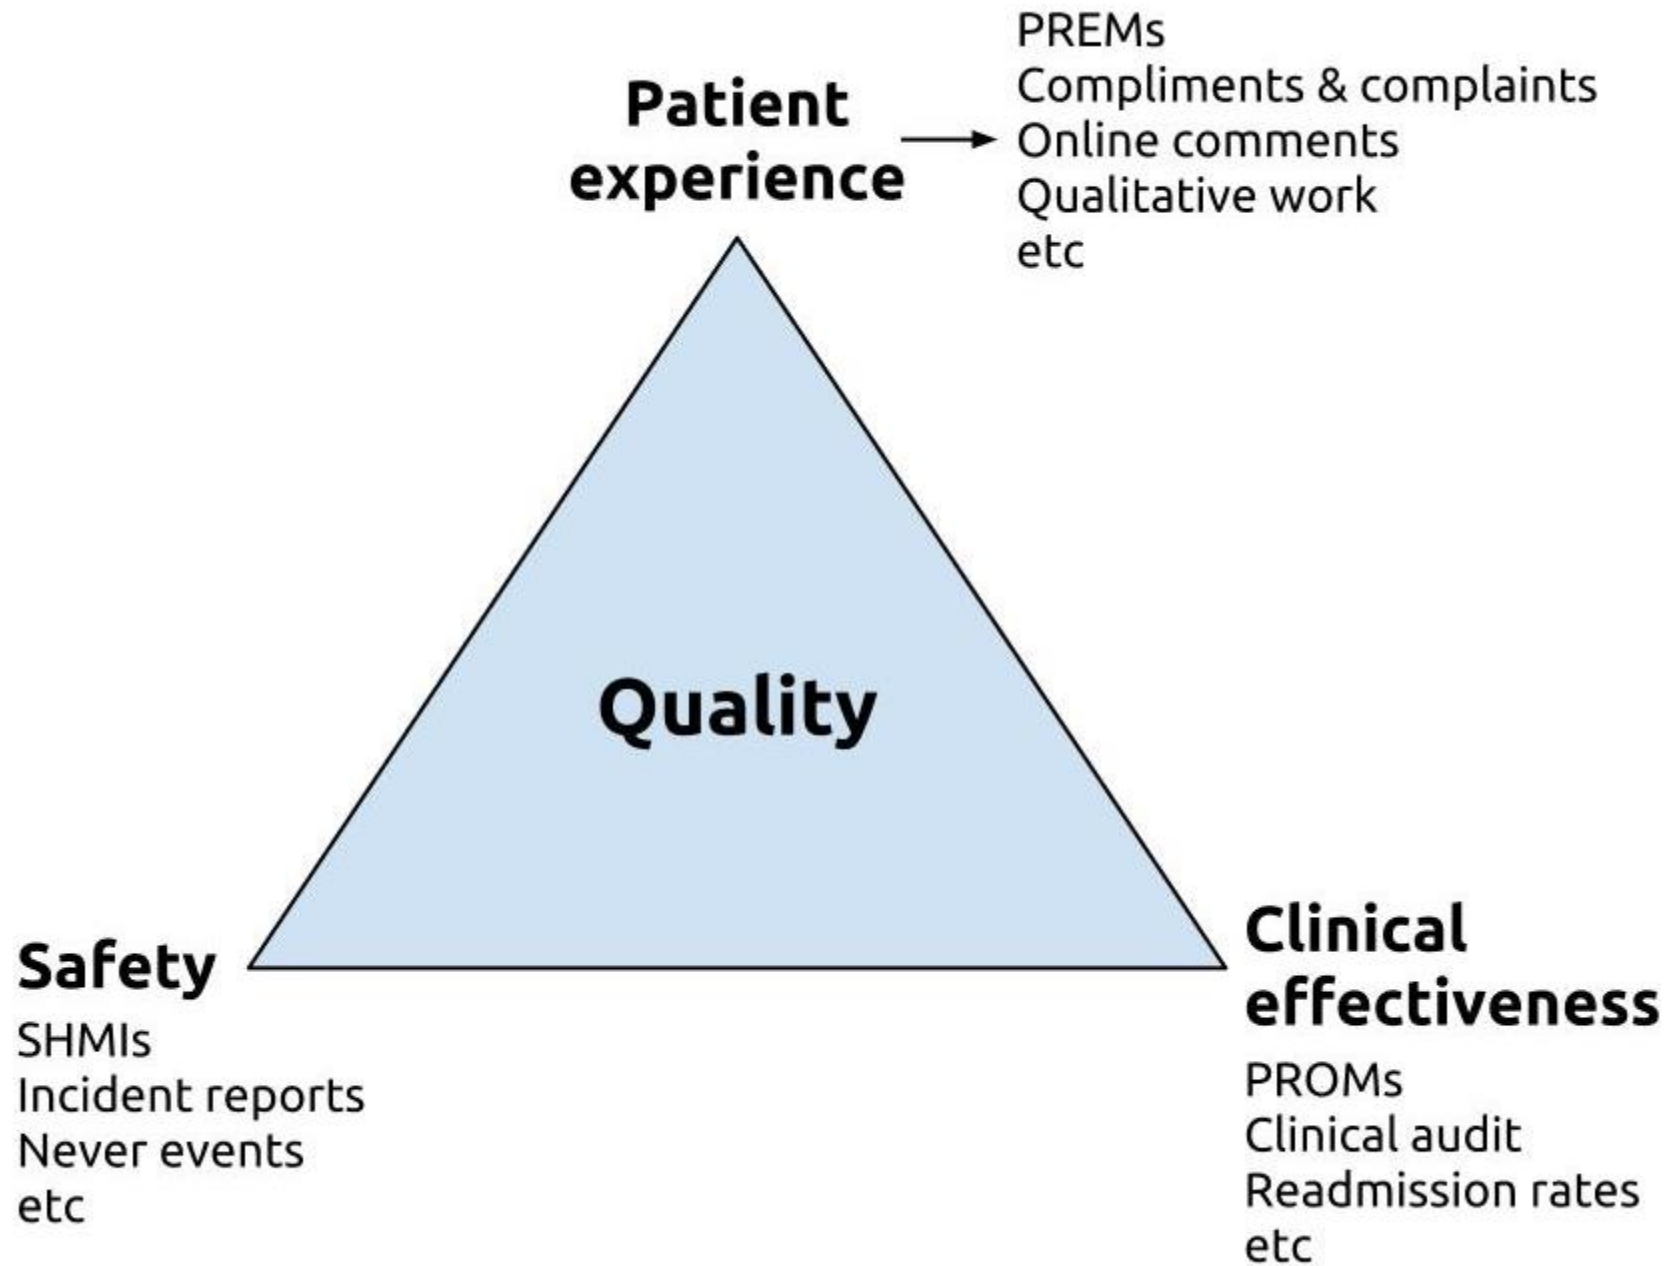 Patient
experience
PREMs
Compliments & complaints
Online comments
Qualitative work
etc
Quality
Safety
SHMIs
Incident reports
Never events
etc
Clinical
effectiveness
PROMs
Clinical audit
Readmission rates
etc